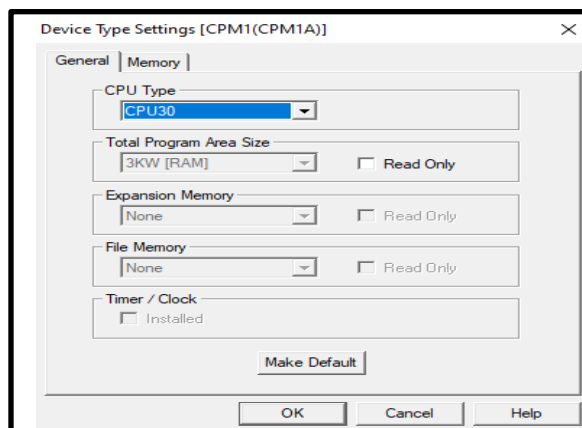 Device Type Settings [CPM1(CPM1A)]
General Memory
CPU Type
CPU30
Total Program Area Size
3KW [RAM] Read Only
Expansion Memory
None Read Only
File Memory
None Read Only
Timer / Clock
Installed
Make Default
OK Cancel Help